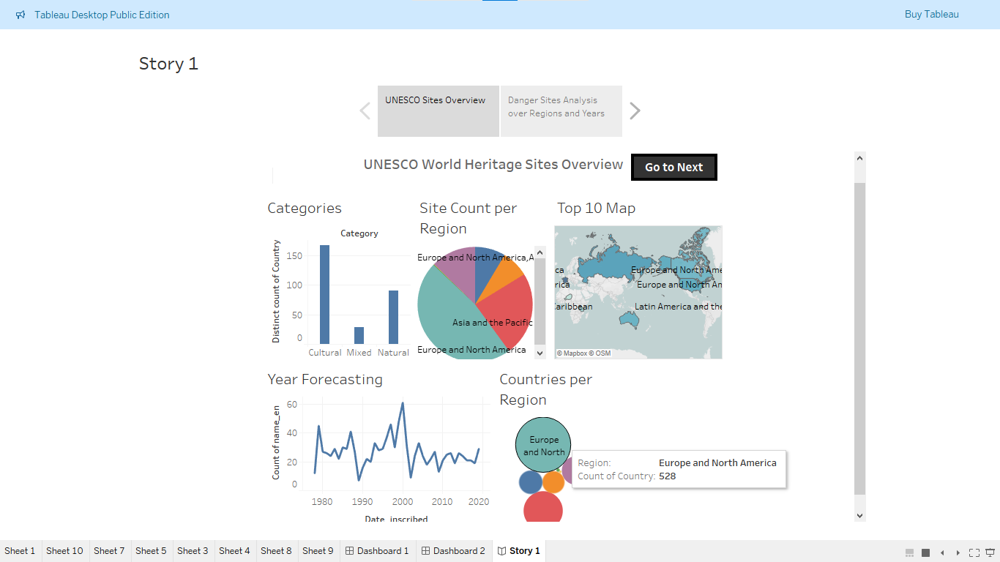 Tableau Desktop Public Edition
Buy Tableau
Story 1
UNESCO Sites Overview
Danger Sites Analysis
over Regions and Years
UNESCO World Heritage Sites Overview
Go to Next
Categories
Category
Distinct count of Country
150
100
50
0
Cultural Mixed Natural
Site Count per
Region
Europe and North America,A
Asia and the Pacific
Europe and North America
Top 10 Map
ca
Europe and North Ame
rica
Europe and North An
Caribbean
Latin America and the
© Mapbox © OSM
Year Forecasting
Count of name_en
60
40
20
0
1980 1990 2000 2010 2020
Date_inscribed
Countries per
Region
Europe
and North
Region: Europe and North America
Count of Country: 528
Sheet 1 Sheet 10 Sheet 7 Sheet 5 Sheet 3 Sheet 4 Sheet 8 Sheet 9 Dashboard 1 Dashboard 2 Story 1